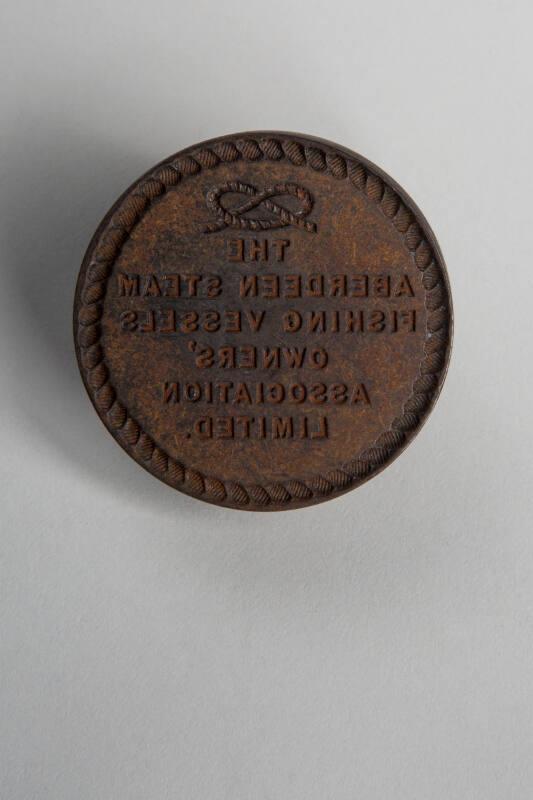 THE
ABERDEEN STEAM
FISHING VESSELS
OWNERS'
ASSOCIATION
LIMITED.